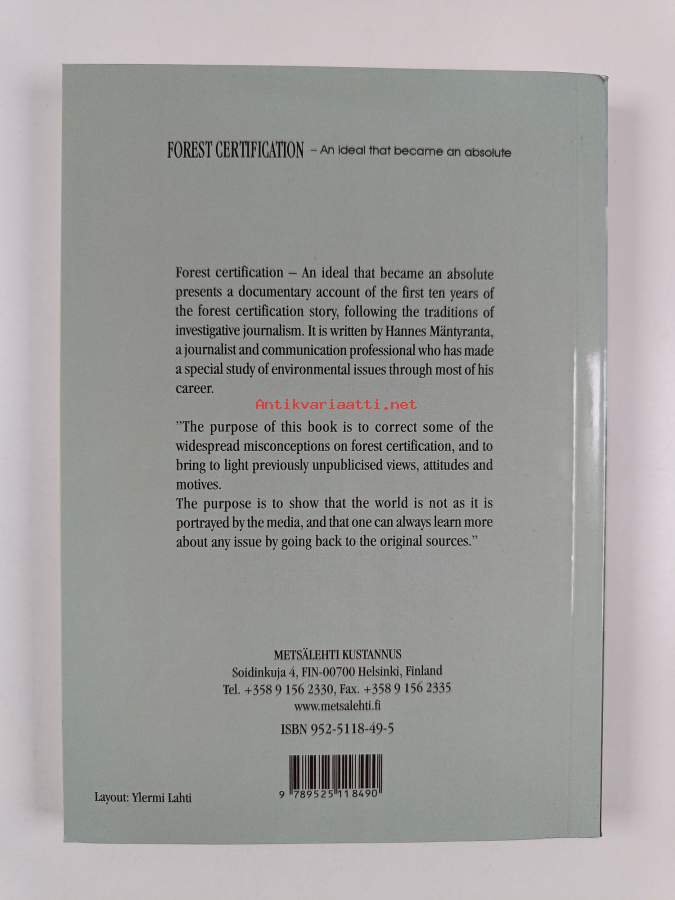 FOREST CERTIFICATION – An ideal that became an absolute
Forest certification – An ideal that became an absolute
presents a documentary account of the first ten years of
the forest certification story, following the traditions of
investigative journalism. It is written by Hannes Mäntyranta,
a journalist and communication professional who has made
a special study of environmental issues through most of his
career.
Antikvariaatti.net
”The purpose of this book is to correct some of the
widespread misconceptions on forest certification, and to
bring to light previously unpublicised views, attitudes and
motives.
The purpose is to show that the world is not as it is
portrayed by the media, and that one can always learn more
about any issue by going back to the original sources.”
METSÄLEHTI KUSTANNUS
Soidinkuja 4, FIN-00700 Helsinki, Finland
Tel. +358 9 156 2330, Fax. +358 9 156 2335
www.metsalehti.fi
ISBN 952-5118-49-5
9 789525 118490
Layout: Ylermi Lahti